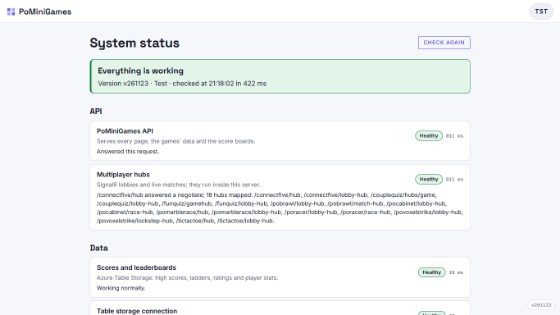 PoMiniGames
TST
System status
CHECK AGAIN
Everything is working
Version v261123 · Test · checked at 21:18:02 in 422 ms
API
PoMiniGames API
Serves every page, the games' data and the score boards.
Answered this request.
Healthy
Multiplayer hubs
SignalR lobbies and live matches; they run inside this server.
Healthy
/connectfive/hub answered a negotiate; 18 hubs mapped: /connectfive/hub, /connectfive/lobby-hub, /couplequiz/hubs/game,
/couplequiz/lobby-hub, /funquiz/gamehub, /funquiz/lobby-hub, /pobrawl/lobby-hub, /pobrawl/match-hub, /pocabinet/lobby-hub,
/pocabinet/race-hub, /pomarblerace/hub, /pomarblerace/lobby-hub, /poracer/lobby-hub, /poracer/race-hub, /povoxelstrike/lobby-hub,
/povoxelstrike/lockstep-hub, /tictactoe/hub, /tictactoe/lobby-hub.
Data
Scores and leaderboards
Azure Table Storage: high scores, ladders, ratings and player stats.
Working normally.
Healthy
Table storage connection
v261123